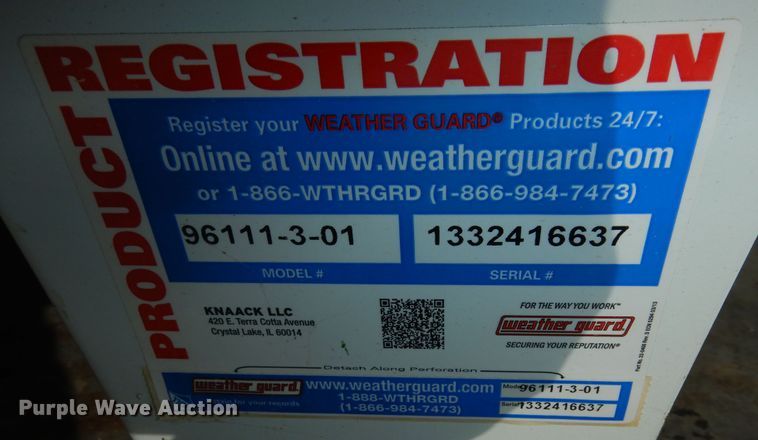 PRODUCT REGISTRATION
Register your WEATHER GUARD® Products 24/7:
Online at www.weatherguard.com
or 1-866-WTHRGRD (1-866-984-7473)
96111-3-01
1332416637
MODEL #
SERIAL #
KNAACK LLC
420 E. Terra Cotta Avenue
Crystal Lake, IL 60014
FOR THE WAY YOU WORK™
weather guard
SECURING YOUR REPUTATION®
Detach Along Perforation
weather guard
for your records
www.weatherguard.com
1-888-WTHRGRD
(1-866-984-7473)
Model 96111-3-01
Serial 1332416637
Purple Wave Auction